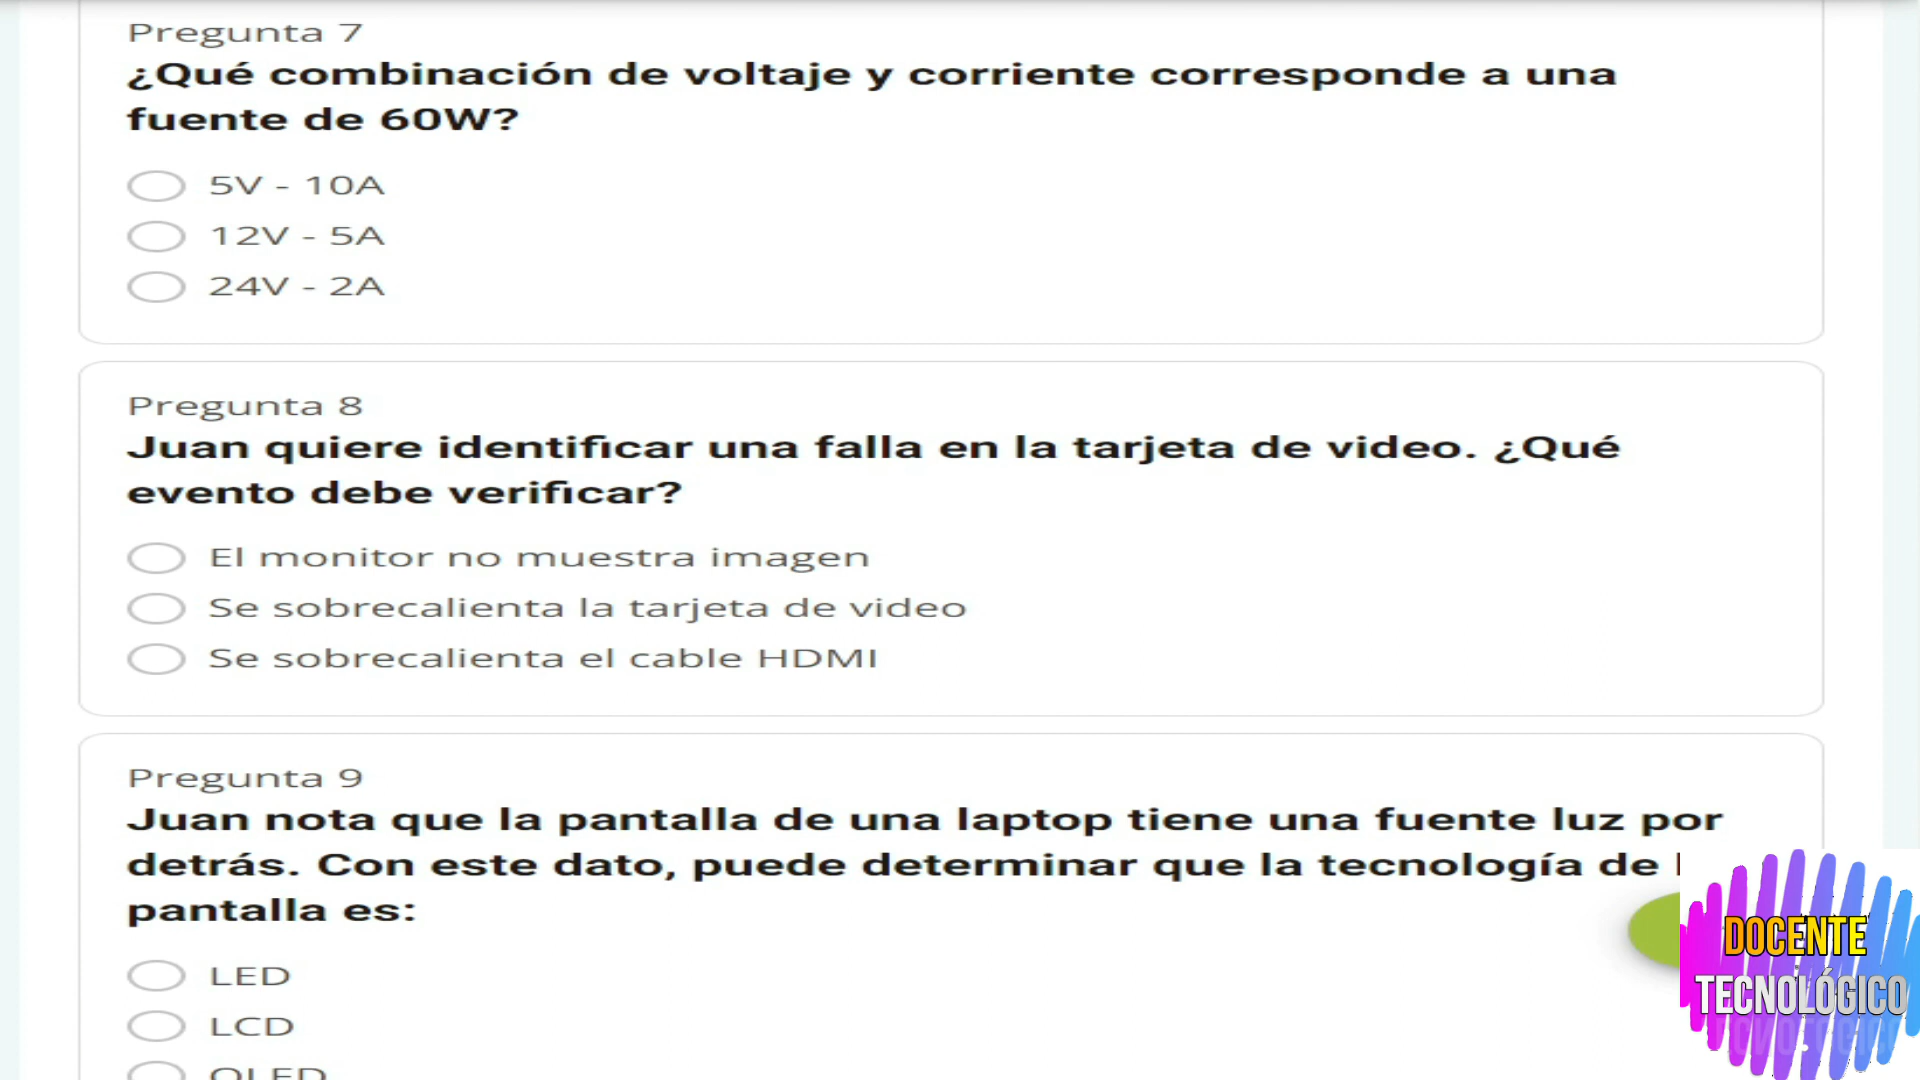 Pregunta 7
¿Qué combinación de voltaje y corriente corresponde a una
fuente de 60W?
5V - 10A
12V - 5A
24V - 2A
Pregunta 8
Juan quiere identificar una falla en la tarjeta de video. ¿Qué
evento debe verificar?
El monitor no muestra imagen
Se sobrecalienta la tarjeta de video
Se sobrecalienta el cable HDMI
Pregunta 9
Juan nota que la pantalla de una laptop tiene una fuente luz por
detrás. Con este dato, puede determinar que la tecnología de
pantalla es:
LED
LCD
OLED
DOCENTE
TECNOLÓGICO